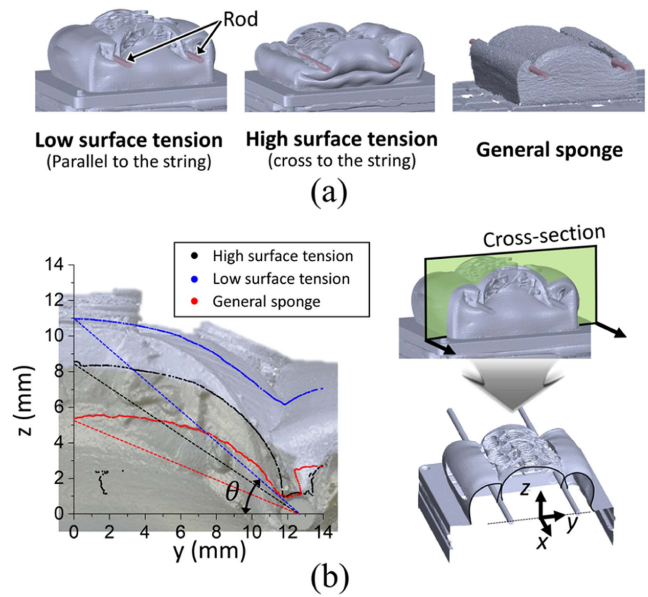 Rod
Low surface tension
(Parallel to the string)
High surface tension
(cross to the string)
General sponge
(a)
High surface tension
Low surface tension
General sponge
14
12
10
8
6
4
2
0
z (mm)
θ
0 2 4 6 8 10 12 14
y (mm)
Cross-section
z
y
x
(b)